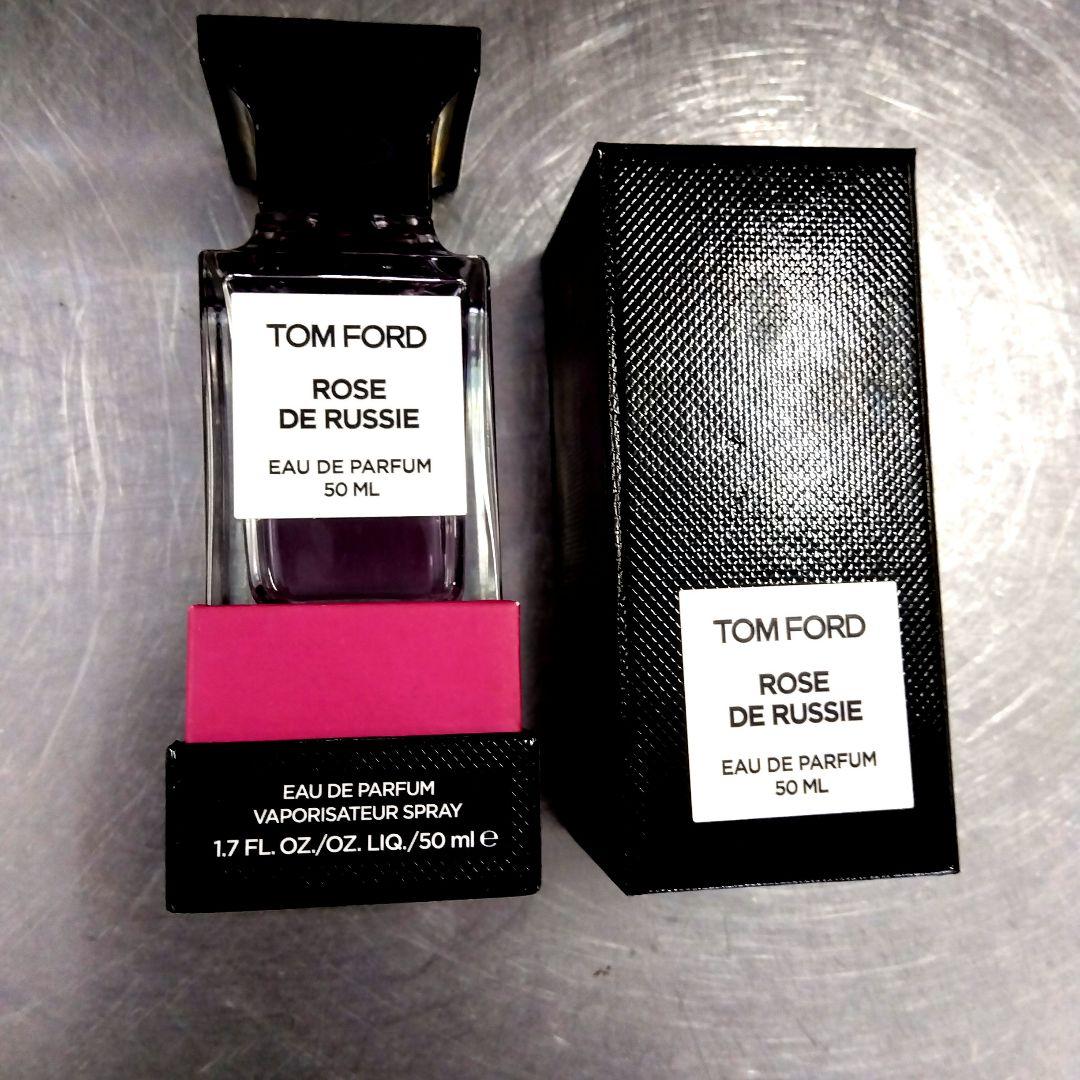 TOM FORD
ROSE
DE RUSSIE
EAU DE PARFUM
50 ML
EAU DE PARFUM
VAPORISATEUR SPRAY
1.7 FL. OZ./OZ. LIQ./50 ml ℮
TOM FORD
ROSE
DE RUSSIE
EAU DE PARFUM
50 ML